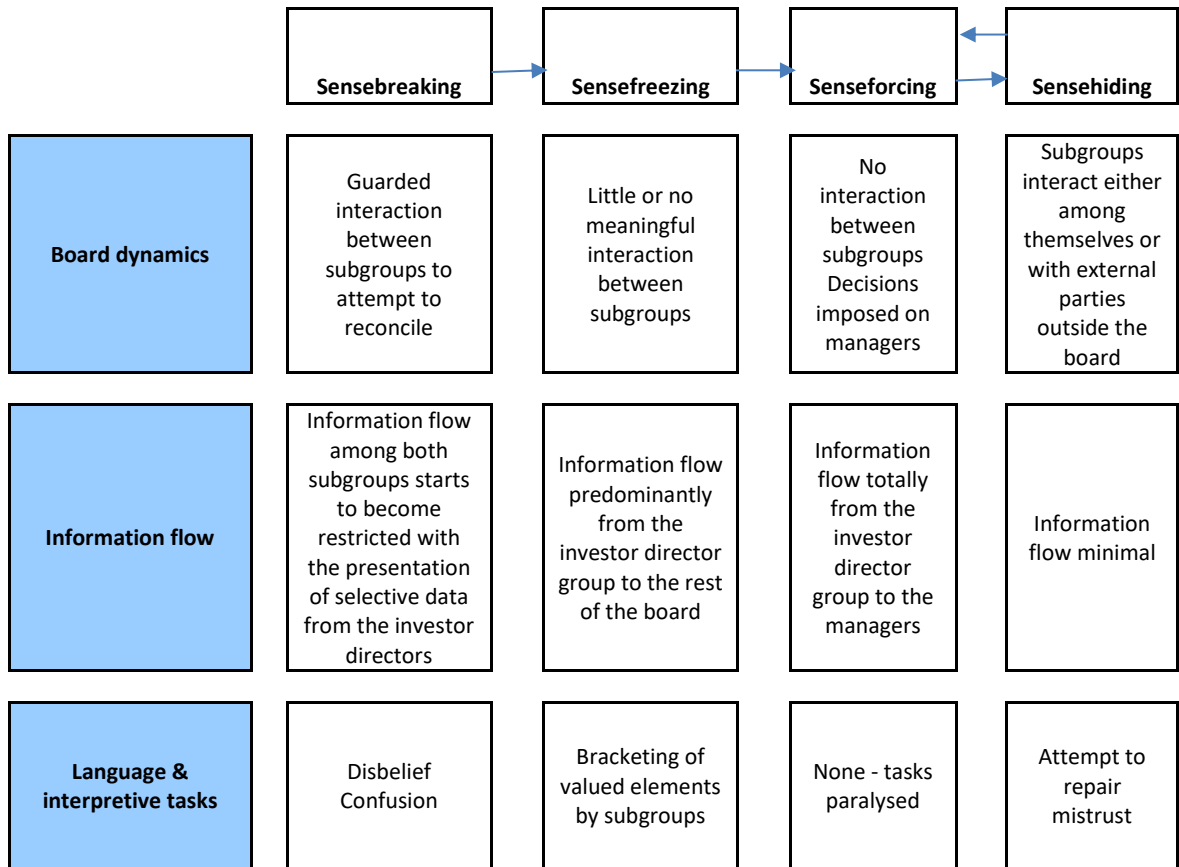 Sensebreaking
Sensefreezing
Senseforcing
Sensehiding
Board dynamics
Guarded
interaction
between
subgroups to
attempt to
reconcile
Little or no
meaningful
interaction
between
subgroups
No
interaction
between
subgroups
Decisions
imposed on
managers
Subgroups
interact either
among
themselves or
with external
parties
outside the
board
Information flow
Information flow
among both
subgroups starts
to become
restricted with
the presentation
of selective data
from the investor
directors
Information flow
predominantly
from the
investor director
group to the rest
of the board
Information
flow totally
from the
investor
director
group to the
managers
Information
flow minimal
Language &
interpretive tasks
Disbelief
Confusion
Bracketing of
valued elements
by subgroups
None - tasks
paralysed
Attempt to
repair
mistrust